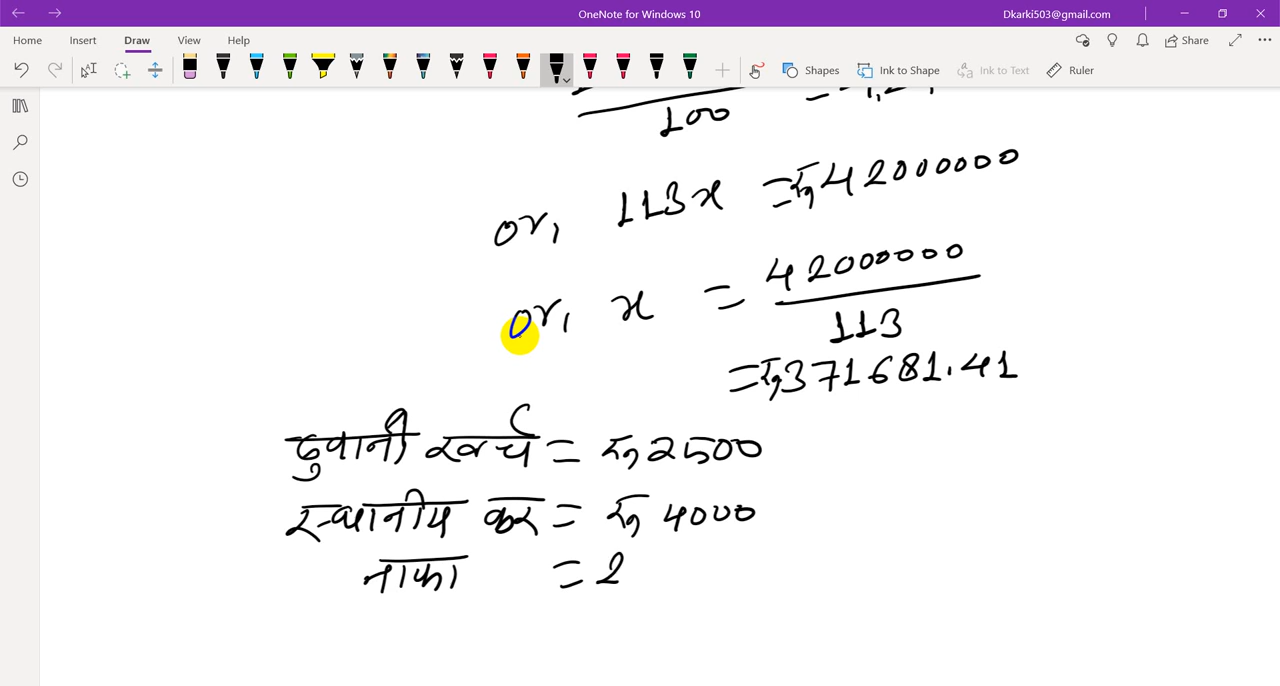 OneNote for Windows 10
Dkarki503@gmail.com
Home Insert Draw View Help
Share
Shapes Ink to Shape Ink to Text Ruler
100
or, 113x = रु 42000000
or, x = 42000000
113
= रु 371681.41
ढुवानी खर्च = रु 2500
स्थानीय कर = रु 4000
नाफा = 2